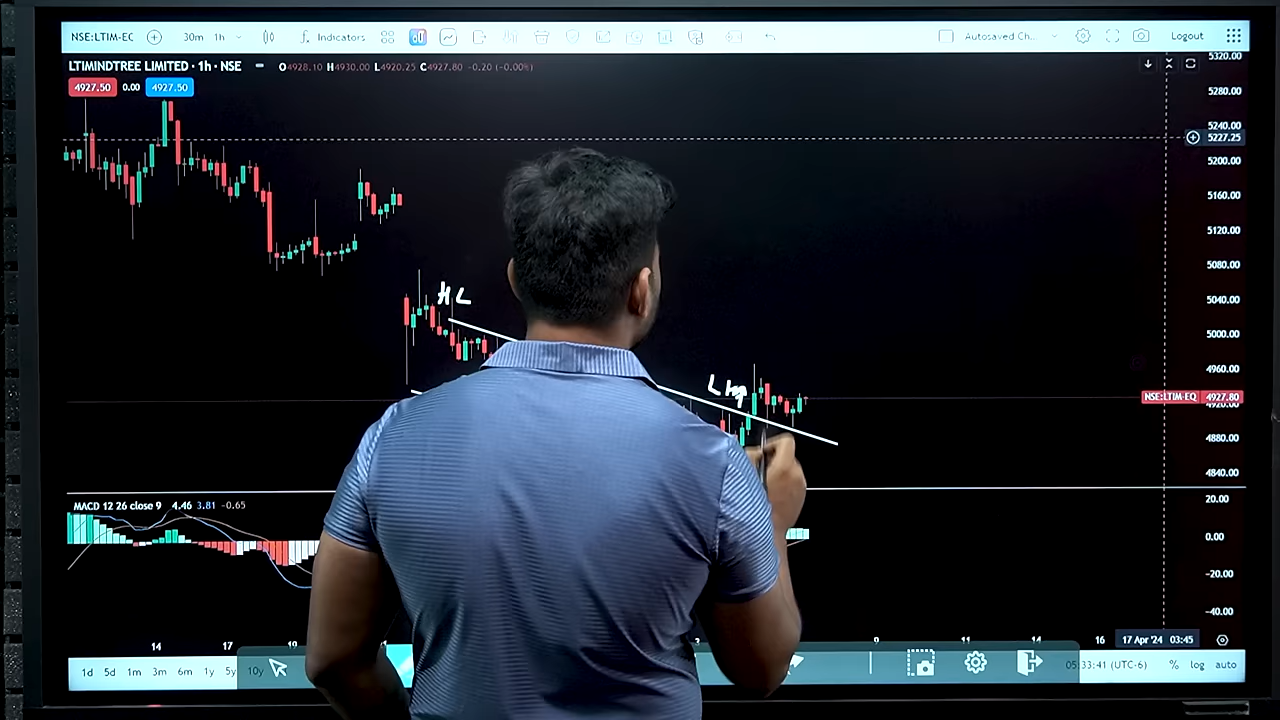 NSE:LTIM-EC 30m 1h Indicators Autosaved Ch... Logout
LTIMINDTREE LIMITED · 1h · NSE O4928.10 H4930.00 L4920.25 C4927.80 -0.20 (-0.00%)
4927.50 0.00 4927.50
5320.00
5280.00
5240.00
5227.25
5200.00
5160.00
5120.00
5080.00
5040.00
5000.00
4960.00
NSE:LTIM-EQ 4927.80
4920.00
4880.00
4840.00
HL
MACD 12 26 close 9 4.46 3.81 -0.65
20.00
0.00
-20.00
-40.00
14 17 19 3 9 11 14 16 17 Apr '24 03:45
1d 5d 1m 3m 6m 1y 5y 10y 05:33:41 (UTC-6) % log auto